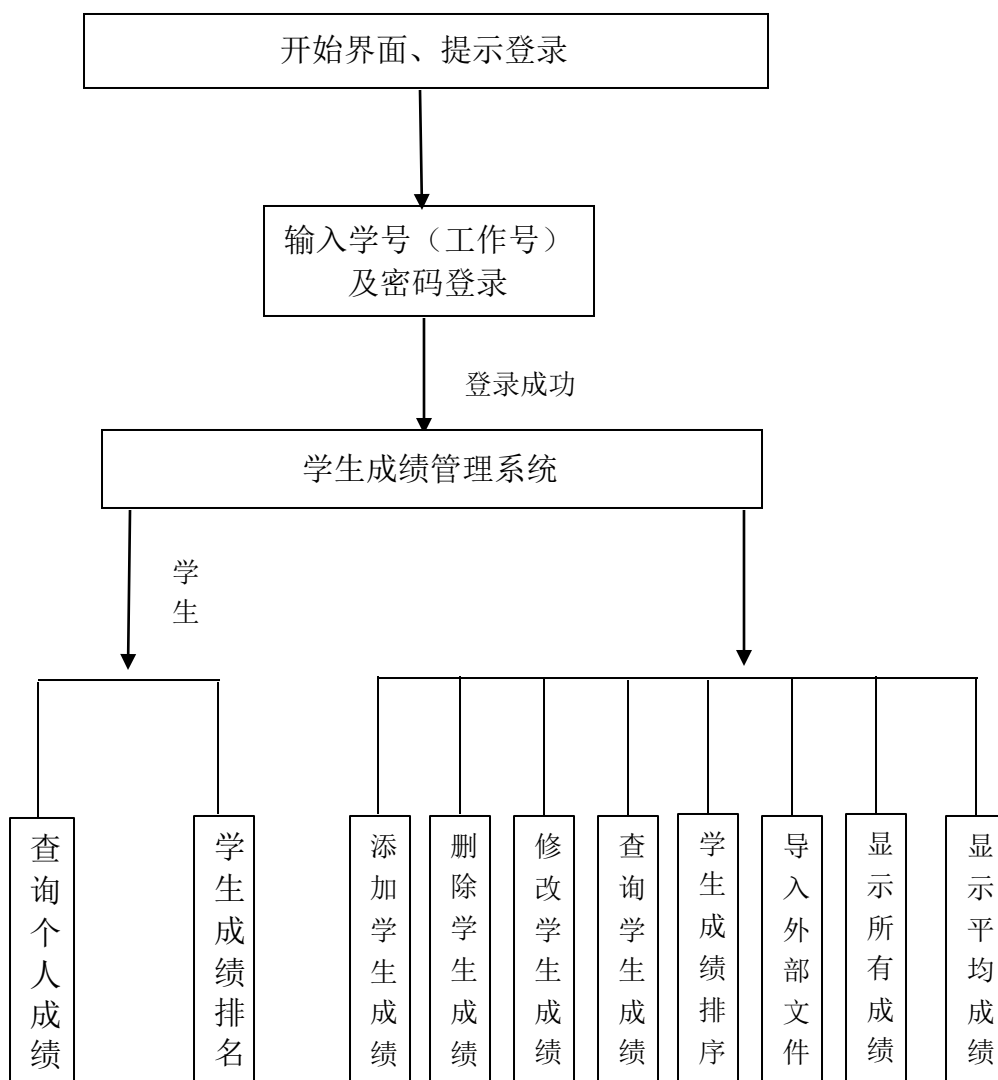 开始界面、提示登录
输入学号（工作号）
及密码登录
登录成功
学生成绩管理系统
学生
查询个人成绩
学生成绩排名
添加学生成绩
删除学生成绩
修改学生成绩
查询学生成绩
学生成绩排序
导入外部文件
显示所有成绩
显示平均成绩